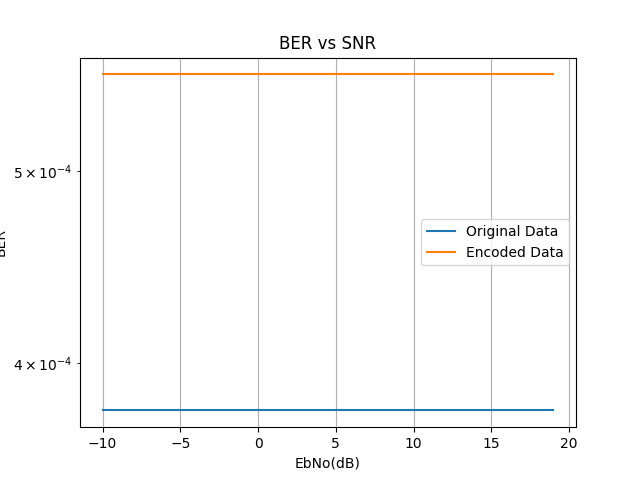 BER vs SNR
5 × 10⁻⁴
BER
Original Data
Encoded Data
4 × 10⁻⁴
−10 −5 0 5 10 15 20
EbNo(dB)